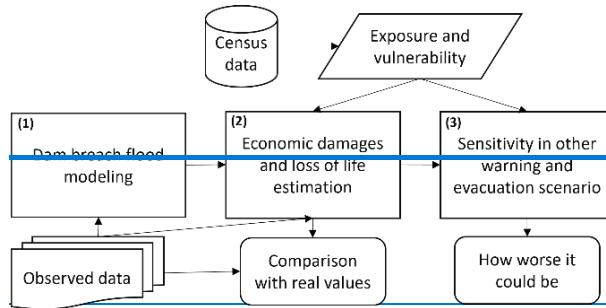 Census
data
Exposure and
vulnerability
(1)
Dam breach flood
modeling
(2)
Economic damages
and loss of life
estimation
(3)
Sensitivity in other
warning and
evacuation scenario
Observed data
Comparison
with real values
How worse it
could be